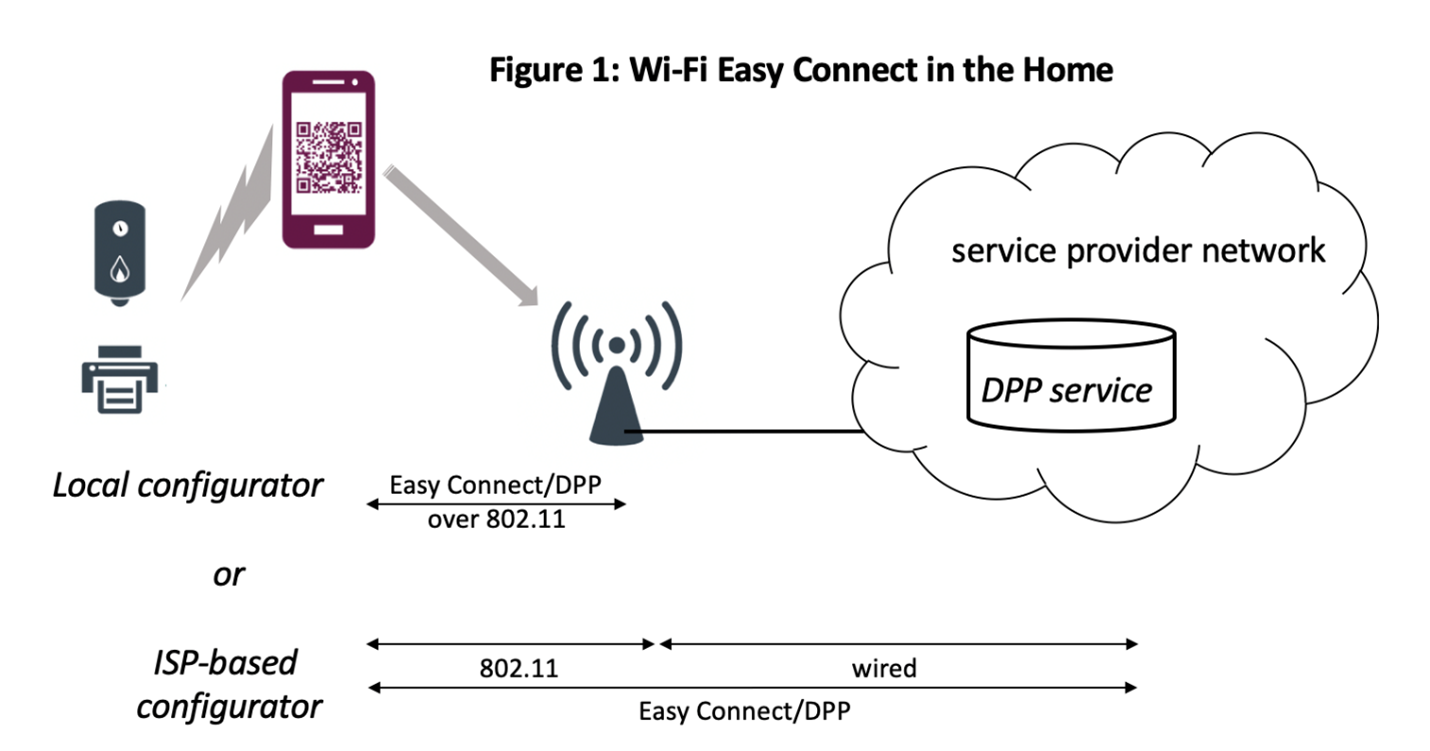 Figure 1: Wi-Fi Easy Connect in the Home
service provider network
DPP service
Local configurator
Easy Connect/DPP
over 802.11
or
ISP-based
configurator
802.11
wired
Easy Connect/DPP